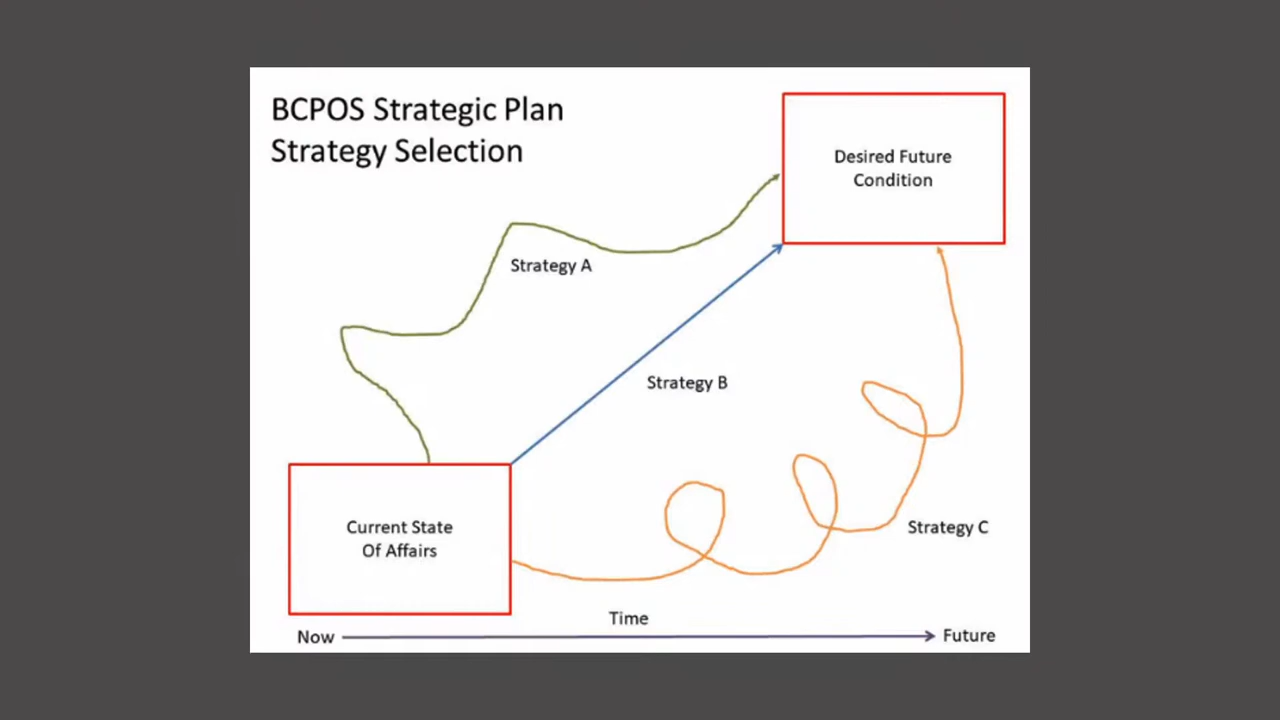 BCPOS Strategic Plan
Strategy Selection
Desired Future
Condition
Strategy A
Strategy B
Current State
Of Affairs
Strategy C
Time
Now
Future